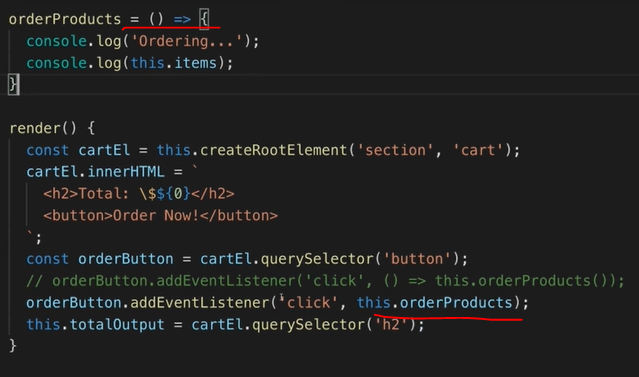 orderProducts = () => {
console.log('Ordering...');
console.log(this.items);
}
render() {
const cartEl = this.createRootElement('section', 'cart');
cartEl.innerHTML = `
<h2>Total: \$${0}</h2>
<button>Order Now!</button>
`;
const orderButton = cartEl.querySelector('button');
// orderButton.addEventListener('click', () => this.orderProducts());
orderButton.addEventListener('click', this.orderProducts);
this.totalOutput = cartEl.querySelector('h2');
}